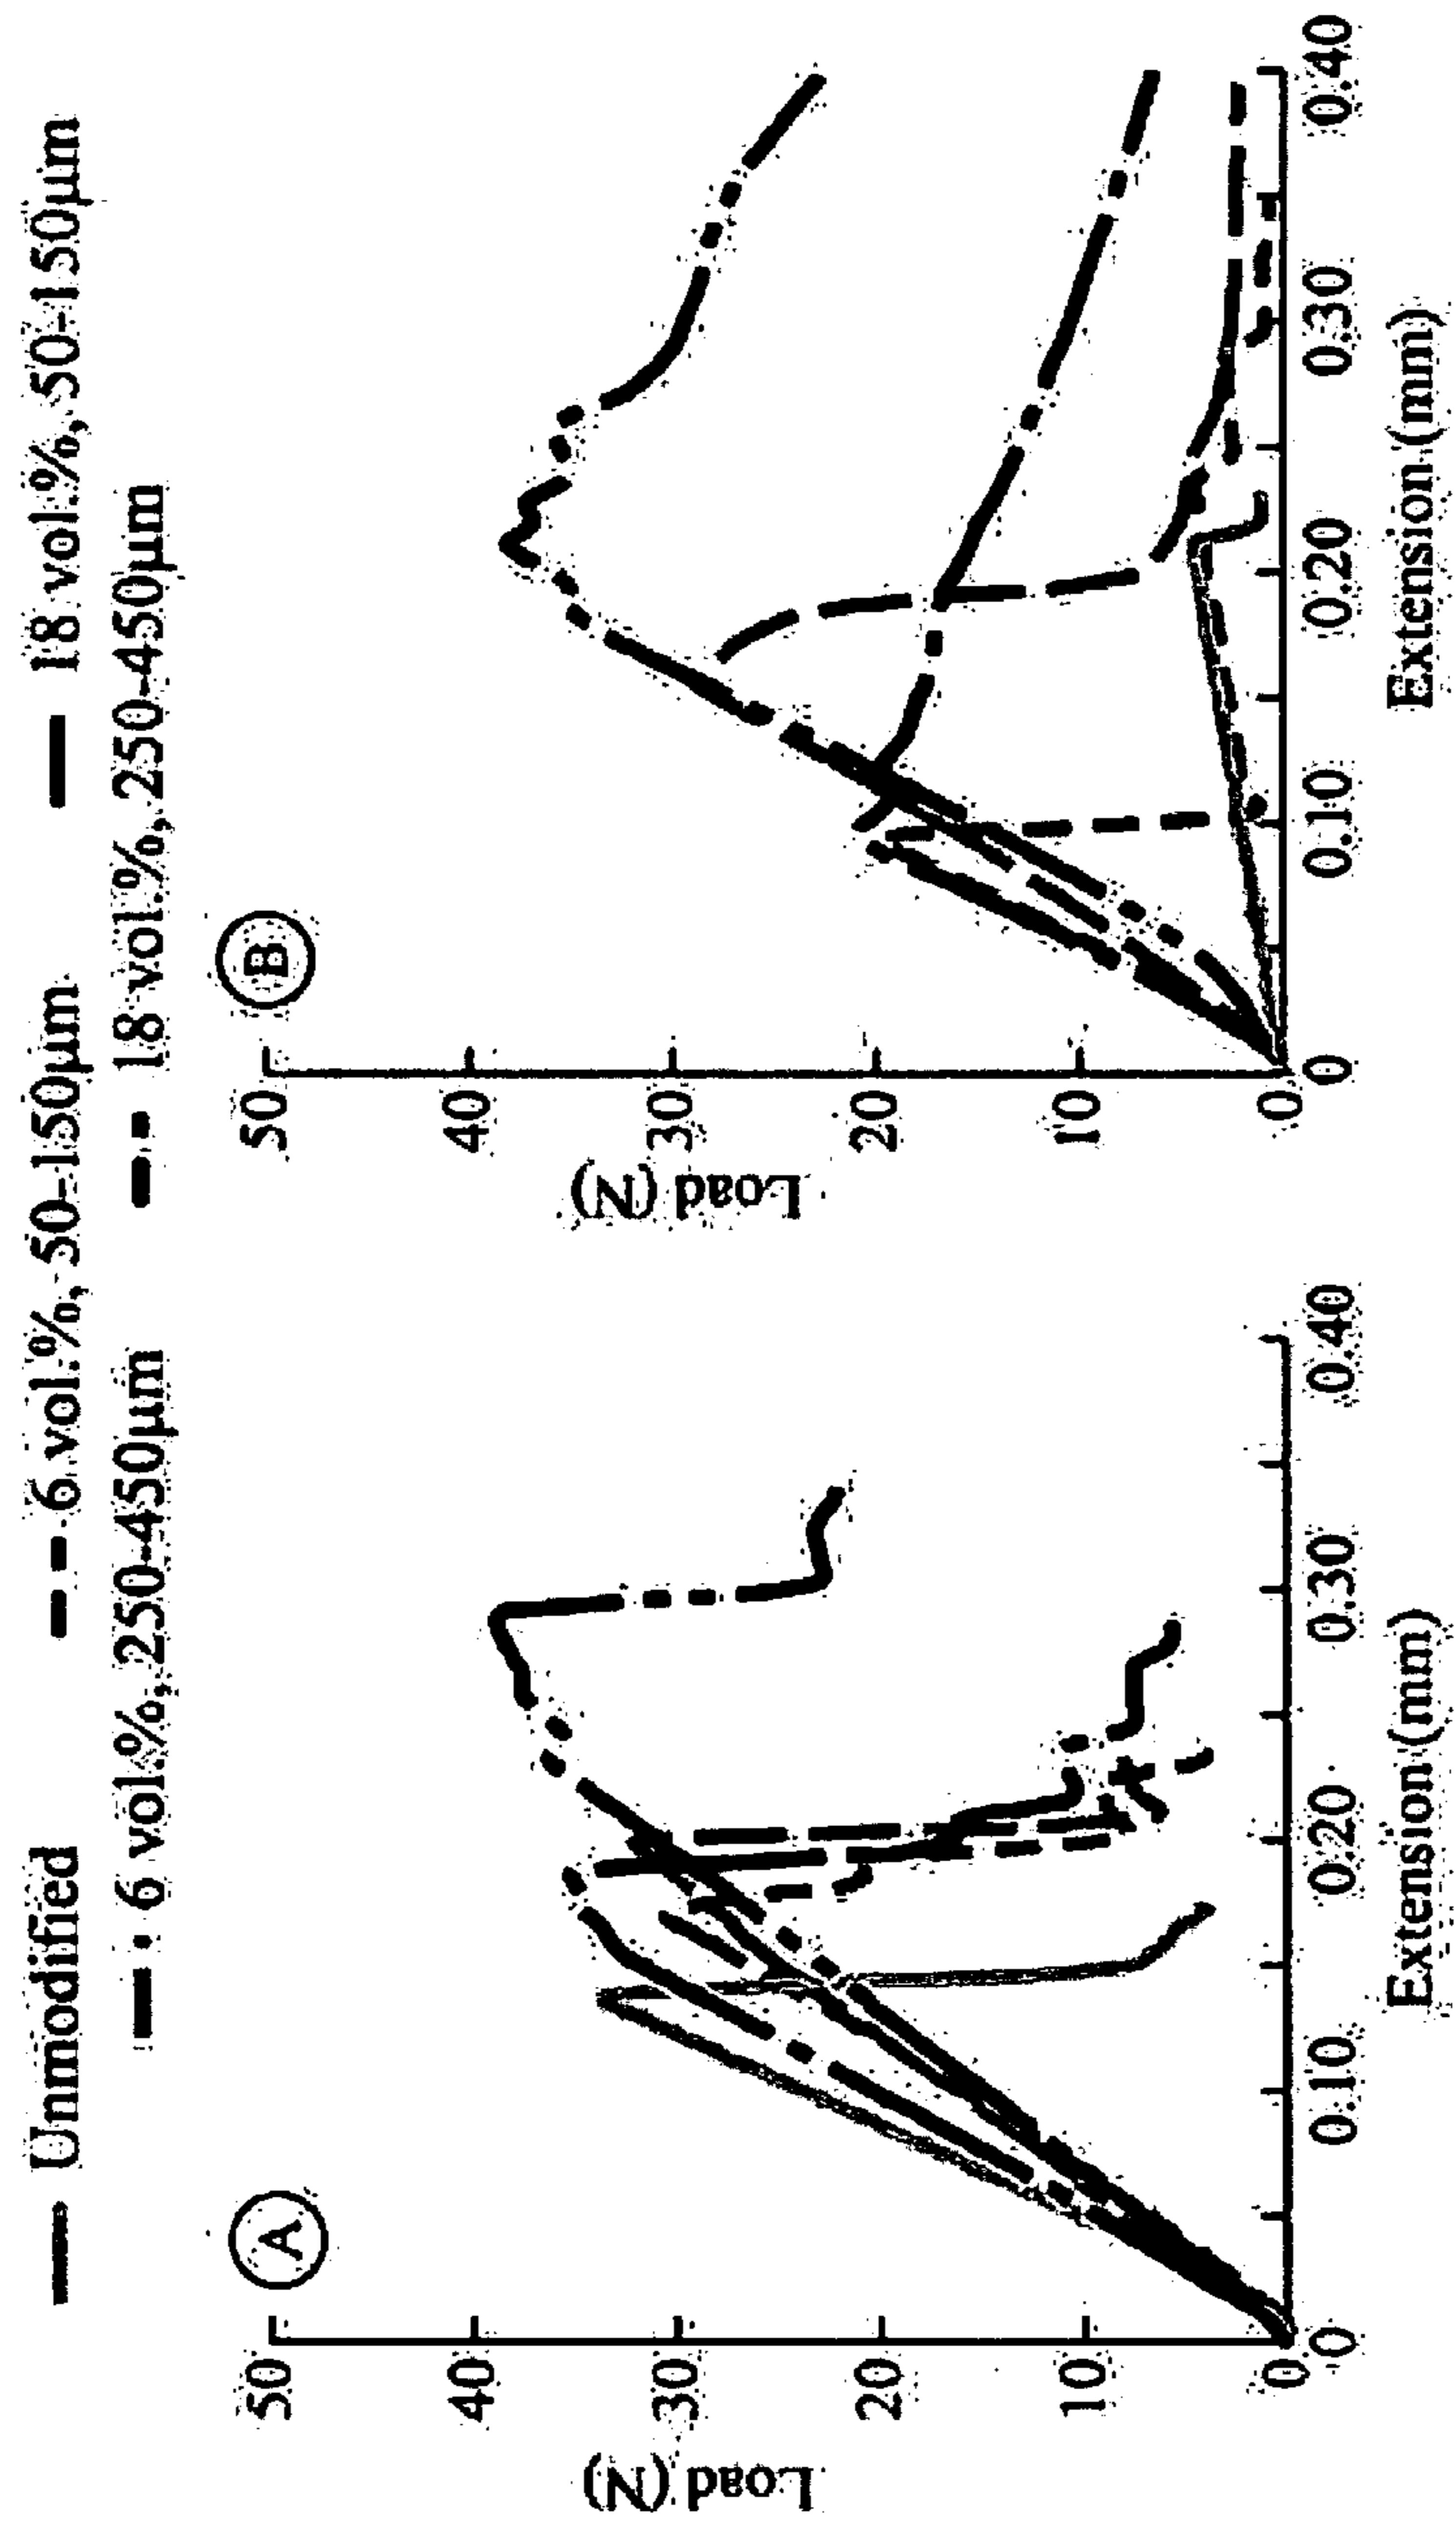 Unmodified 6 vol.%, 50-150µm 18 vol.%, 50-150µm
6 vol.%, 250-450µm 18 vol.%, 250-450µm
A
50
40
30
20
10
0
Load (N)
0 0.10 0.20 0.30 0.40
Extension (mm)
B
50
40
30
20
10
0
Load (N)
0 0.10 0.20 0.30 0.40
Extension (mm)